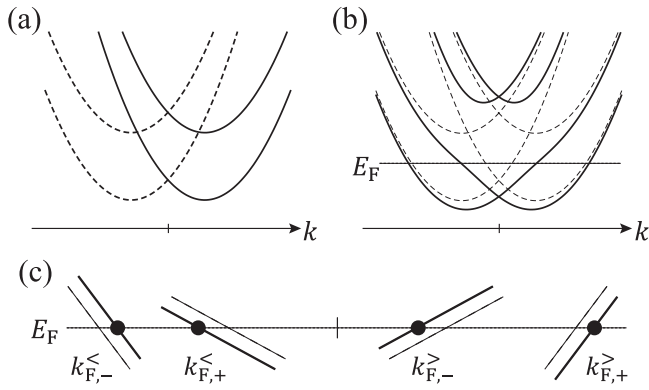 (a)
k
(b)
E_F
k
(c)
E_F
k^<_{F,-}
k^<_{F,+}
k^>_{F,-}
k^>_{F,+}